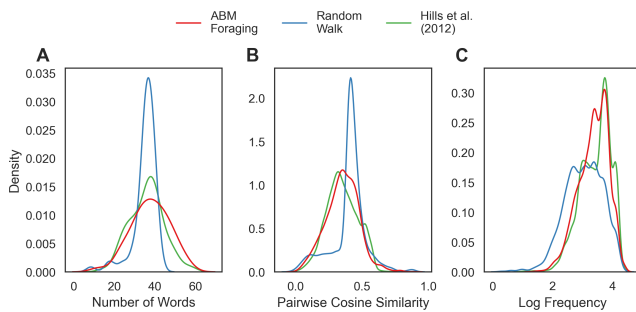 ABM Foraging
Random Walk
Hills et al. (2012)
A
B
C
0.035
0.030
0.025
0.020
0.015
0.010
0.005
0.000
Density
0 20 40 60
Number of Words
2.0
1.5
1.0
0.5
0.0
0.0 0.5 1.0
Pairwise Cosine Similarity
0.30
0.25
0.20
0.15
0.10
0.05
0.00
0 2 4
Log Frequency